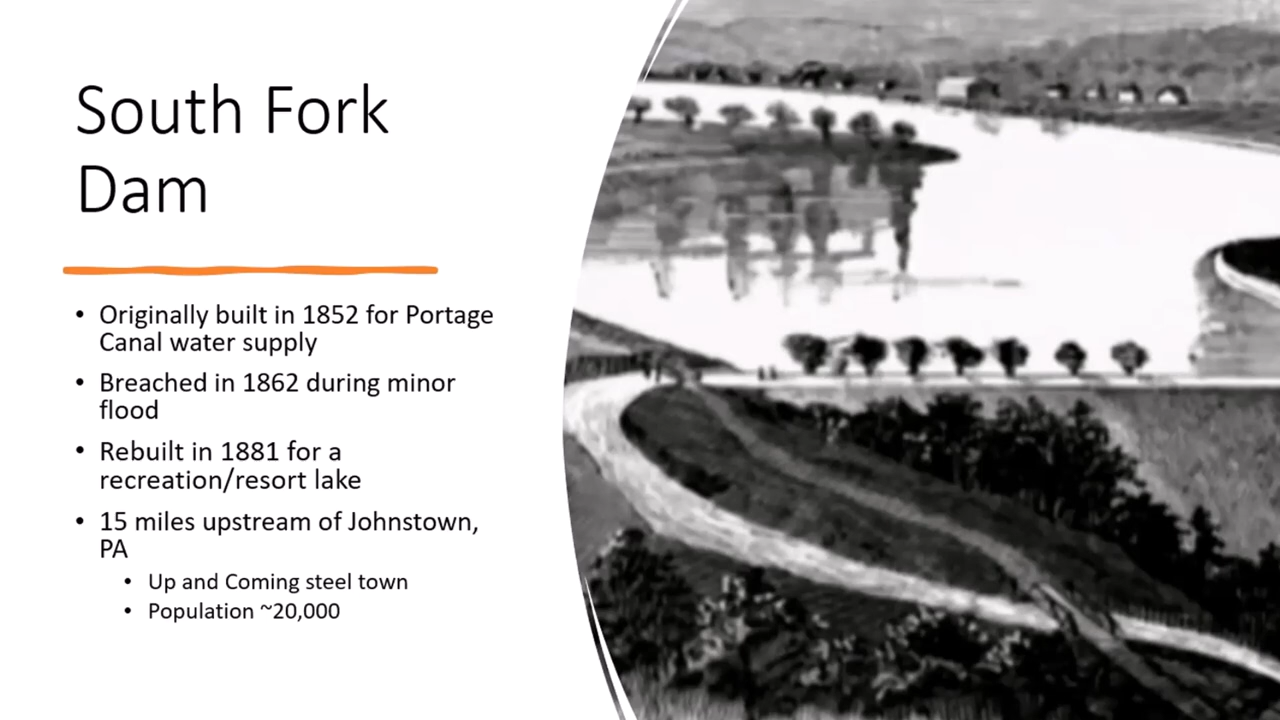 South Fork
Dam
• Originally built in 1852 for Portage
Canal water supply
• Breached in 1862 during minor
flood
• Rebuilt in 1881 for a
recreation/resort lake
• 15 miles upstream of Johnstown,
PA
• Up and Coming steel town
• Population ~20,000